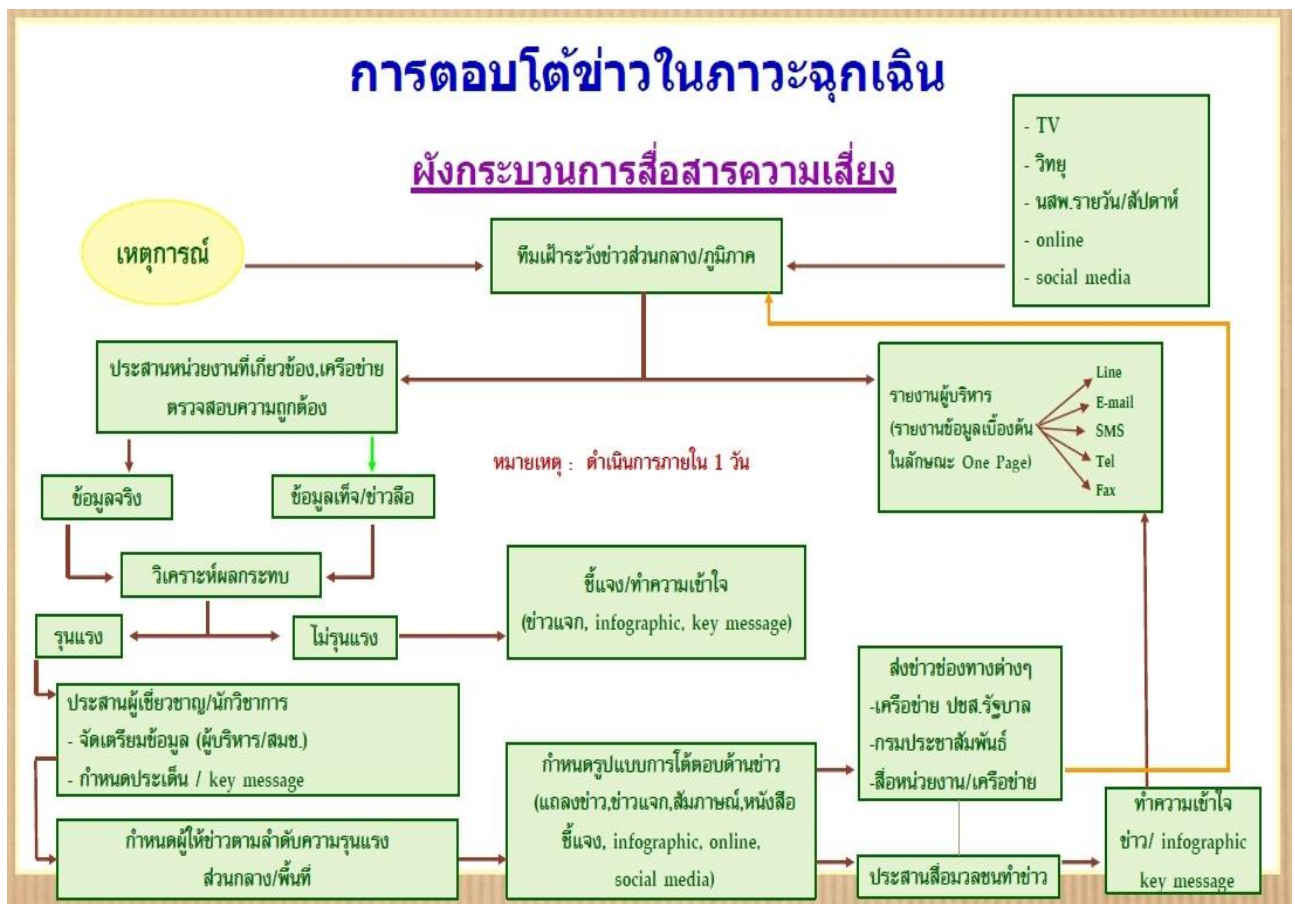 การตอบโต้ข่าวในภาวะฉุกเฉิน
ผังกระบวนการสื่อสารความเสี่ยง
- TV
- วิทยุ
- นสพ.รายวัน/สัปดาห์
- online
- social media
เหตุการณ์
ทีมเฝ้าระวังข่าวส่วนกลาง/ภูมิภาค
ประสานหน่วยงานที่เกี่ยวข้อง,เครือข่าย
ตรวจสอบความถูกต้อง
รายงานผู้บริหาร
(รายงานข้อมูลเบื้องต้น
ในลักษณะ One Page)
Line
E-mail
SMS
Tel
Fax
หมายเหตุ : ดำเนินการภายใน 1 วัน
ข้อมูลจริง
ข้อมูลเท็จ/ข่าวลือ
วิเคราะห์ผลกระทบ
รุนแรง
ไม่รุนแรง
ชี้แจง/ทำความเข้าใจ
(ข่าวแจก, infographic, key message)
ประสานผู้เชี่ยวชาญ/นักวิชาการ
- จัดเตรียมข้อมูล (ผู้บริหาร/สมช.)
- กำหนดประเด็น / key message
กำหนดผู้ให้ข่าวตามลำดับความรุนแรง
ส่วนกลาง/พื้นที่
กำหนดรูปแบบการโต้ตอบด้านข่าว
(แถลงข่าว,ข่าวแจก,สัมภาษณ์,หนังสือ
ชี้แจง, infographic, online,
social media)
ส่งข่าวช่องทางต่างๆ
-เครือข่าย ปชส.รัฐบาล
-กรมประชาสัมพันธ์
-สื่อหน่วยงาน/เครือข่าย
ประสานสื่อมวลชนทำข่าว
ทำความเข้าใจ
ข่าว/ infographic
key message